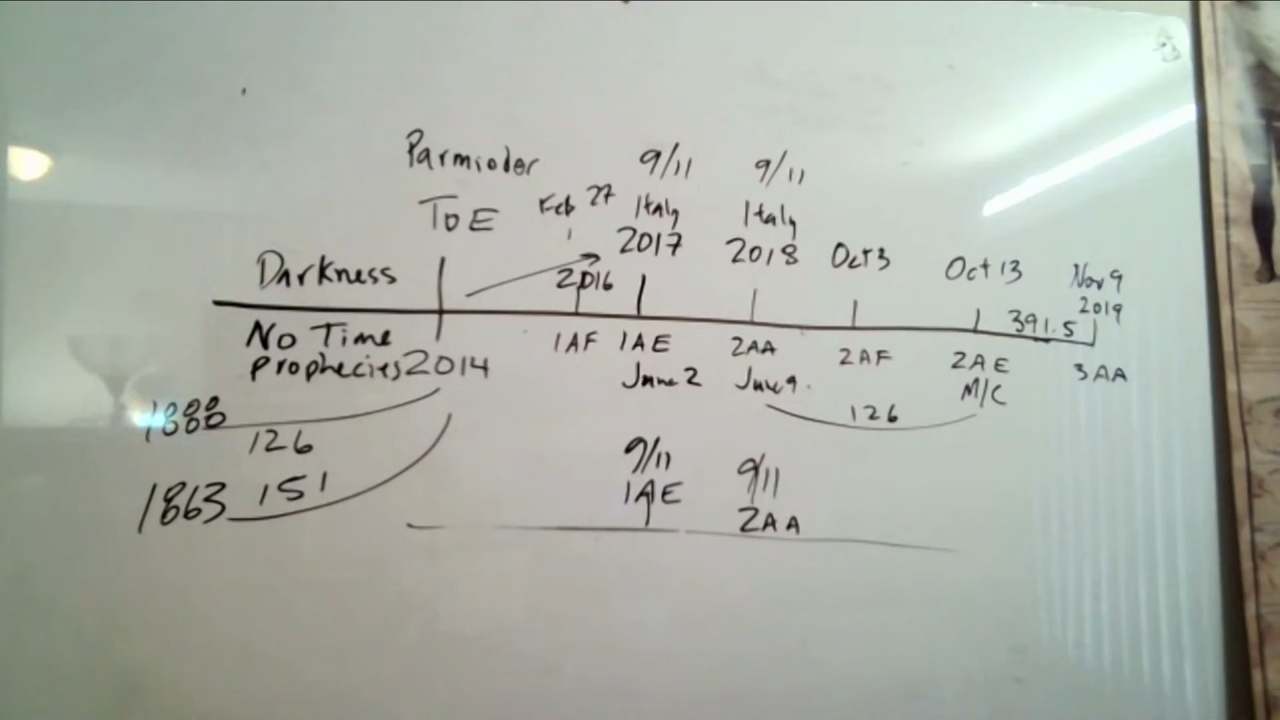 Parminder
9/11
9/11
ToE
Feb 27
Italy
Italy
2017
2018
Oct 3
Oct 13
Nov 9
Darkness
2016
2019
391.5
No Time
prophecies 2014
1AF
1AE
2AA
2AF
2AE
3AA
June 2
June 9.
M/C
1888
126
126
1863
151
9/11
9/11
1AE
2AA